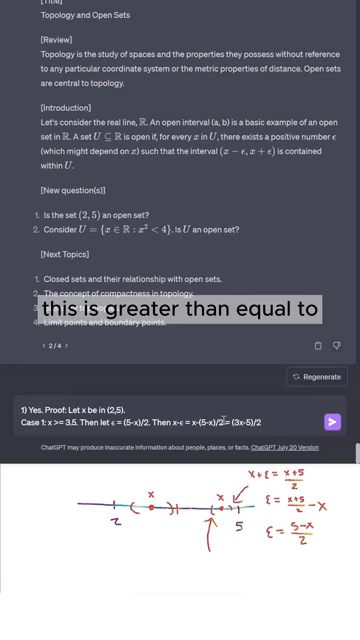 [Title]
Topology and Open Sets
[Review]
Topology is the study of spaces and the properties they possess without reference
to any particular coordinate system or the metric properties of distance. Open sets
are central to topology.
[Introduction]
Let's consider the real line, ℝ. An open interval (a, b) is a basic example of an open
set in ℝ. A set U ⊆ ℝ is open if, for every x in U, there exists a positive number ϵ
(which might depend on x) such that the interval (x − ϵ, x + ϵ) is contained
within U.
[New question(s)]
1. Is the set (2, 5) an open set?
2. Consider U = {x ∈ ℝ : x² < 4}. Is U an open set?
[Next Topics]
1. Closed sets and their relationship with open sets.
2. The concept of compactness in topology.
this is greater than equal to
4. Limit points and boundary points.
2 / 4
Regenerate
1) Yes. Proof: Let x be in (2,5).
Case 1: x >= 3.5. Then let ϵ = (5-x)/2. Then x-ϵ = x-(5-x)/2 = (3x-5)/2
ChatGPT may produce inaccurate information about people, places, or facts. ChatGPT July 20 Version
x+ε = x+5/2
x
x
ε = x+5/2 − x
2
5
ε = 5−x/2